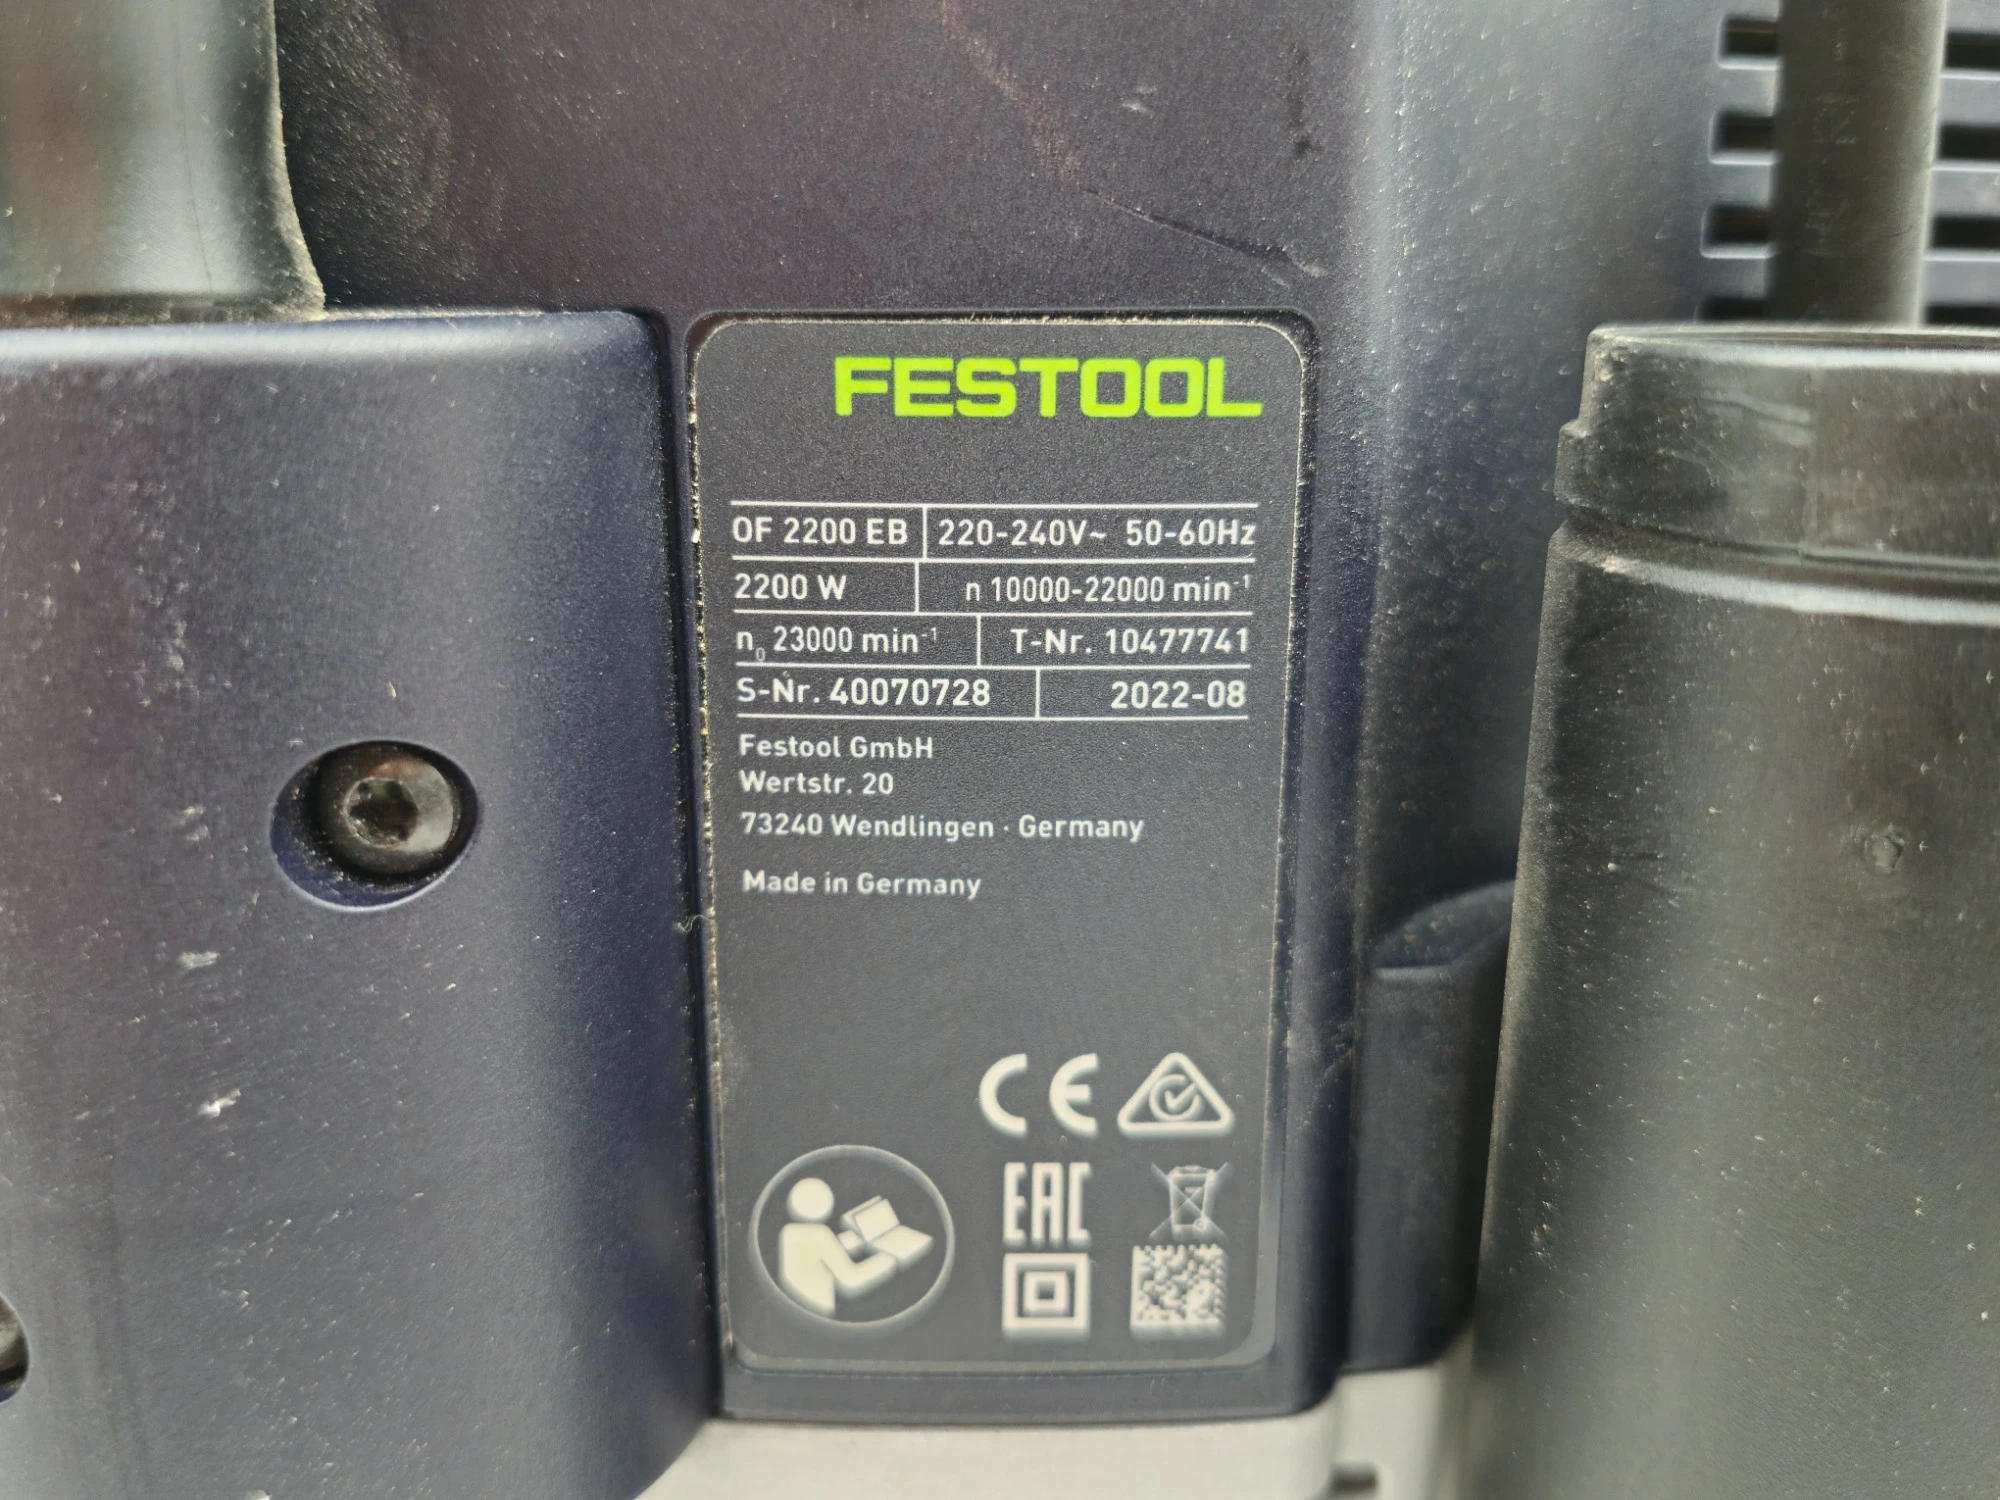 FESTOOL
OF 2200 EB 220-240V~ 50-60Hz
2200 W n 10000-22000 min⁻¹
n₀ 23000 min⁻¹ T-Nr. 10477741
S-Nr. 40070728 2022-08
Festool GmbH
Wertstr. 20
73240 Wendlingen · Germany
Made in Germany
CE
EAC